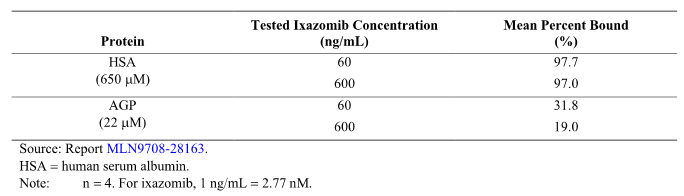 Protein Tested Ixazomib Concentration (ng/mL) Mean Percent Bound (%)
HSA 60 97.7
(650 μM) 600 97.0
AGP 60 31.8
(22 μM) 600 19.0
Source: Report MLN9708-28163.
HSA = human serum albumin.
Note: n = 4. For ixazomib, 1 ng/mL = 2.77 nM.